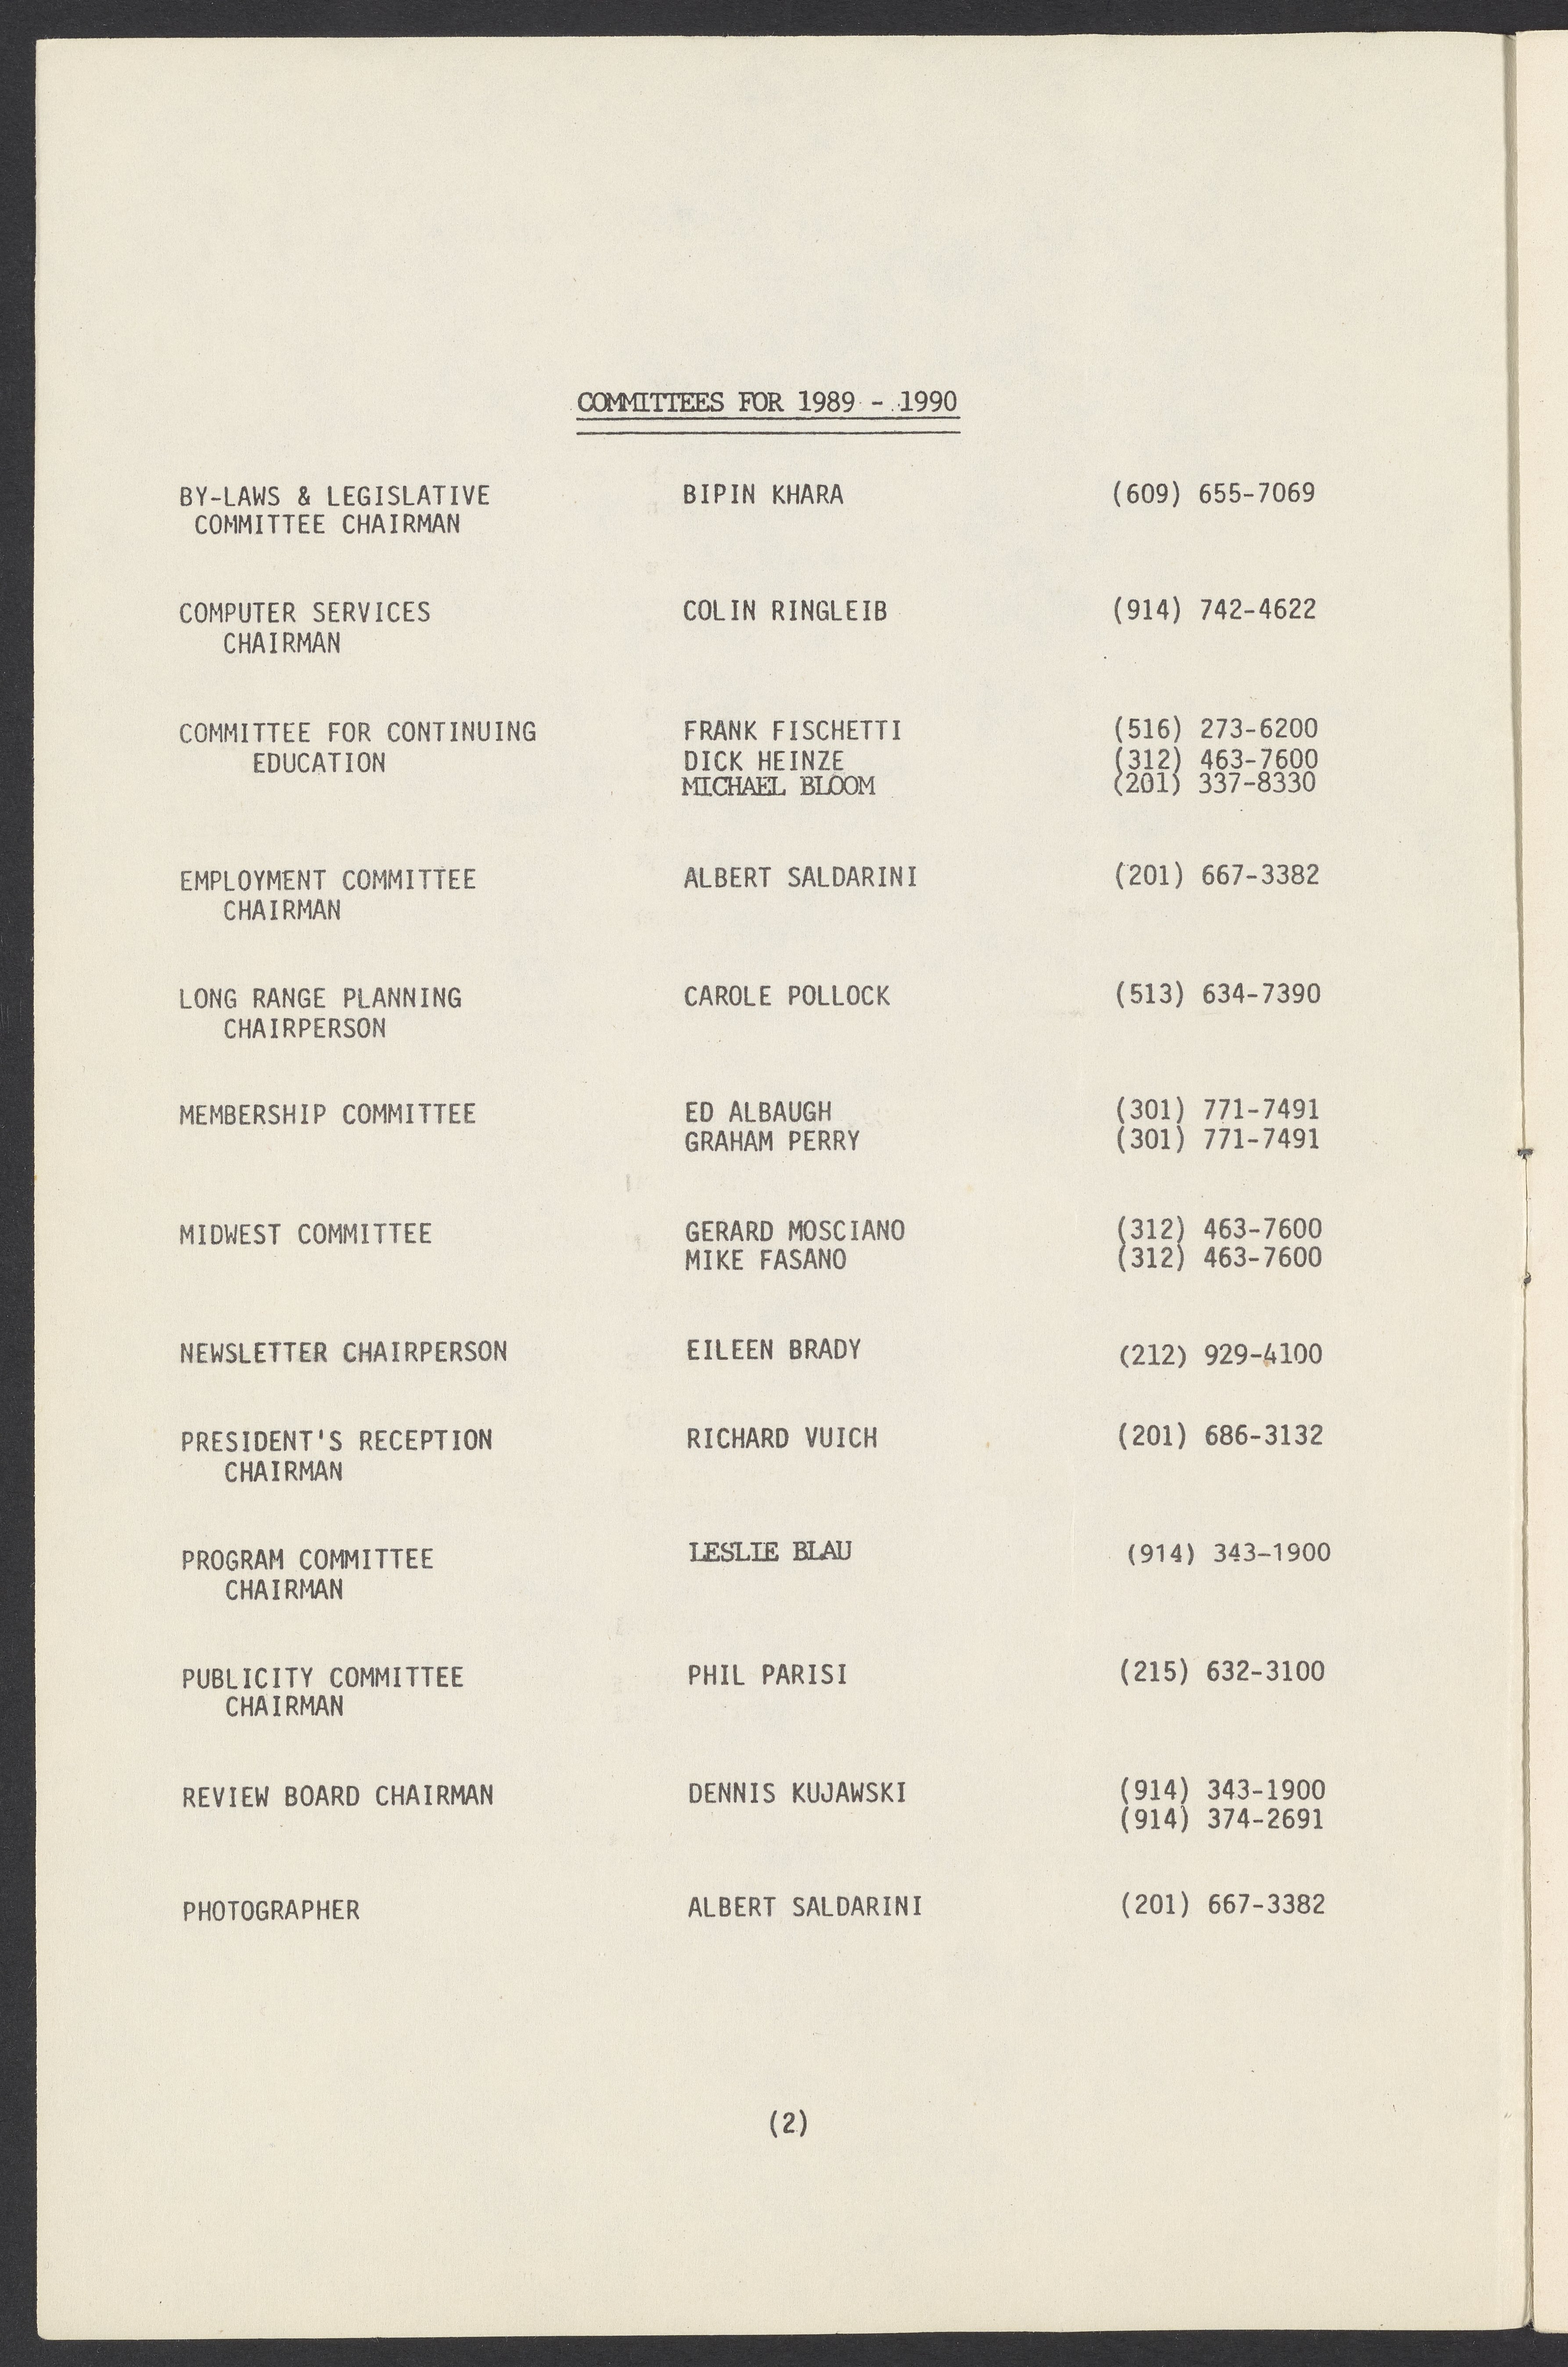 COMMITTEES FOR 1989 - 1990
BY-LAWS & LEGISLATIVE BIPIN KHARA (609) 655-7069
COMMITTEE CHAIRMAN
COMPUTER SERVICES COLIN RINGLEIB (914) 742-4622
CHAIRMAN
COMMITTEE FOR CONTINUING FRANK FISCHETTI (516) 273-6200
EDUCATION DICK HEINZE (312) 463-7600
MICHAEL BLOOM (201) 337-8330
EMPLOYMENT COMMITTEE ALBERT SALDARINI (201) 667-3382
CHAIRMAN
LONG RANGE PLANNING CAROLE POLLOCK (513) 634-7390
CHAIRPERSON
MEMBERSHIP COMMITTEE ED ALBAUGH (301) 771-7491
GRAHAM PERRY (301) 771-7491
MIDWEST COMMITTEE GERARD MOSCIANO (312) 463-7600
MIKE FASANO (312) 463-7600
NEWSLETTER CHAIRPERSON EILEEN BRADY (212) 929-4100
PRESIDENT'S RECEPTION RICHARD VUICH (201) 686-3132
CHAIRMAN
PROGRAM COMMITTEE LESLIE BLAU (914) 343-1900
CHAIRMAN
PUBLICITY COMMITTEE PHIL PARISI (215) 632-3100
CHAIRMAN
REVIEW BOARD CHAIRMAN DENNIS KUJAWSKI (914) 343-1900
(914) 374-2691
PHOTOGRAPHER ALBERT SALDARINI (201) 667-3382
(2)